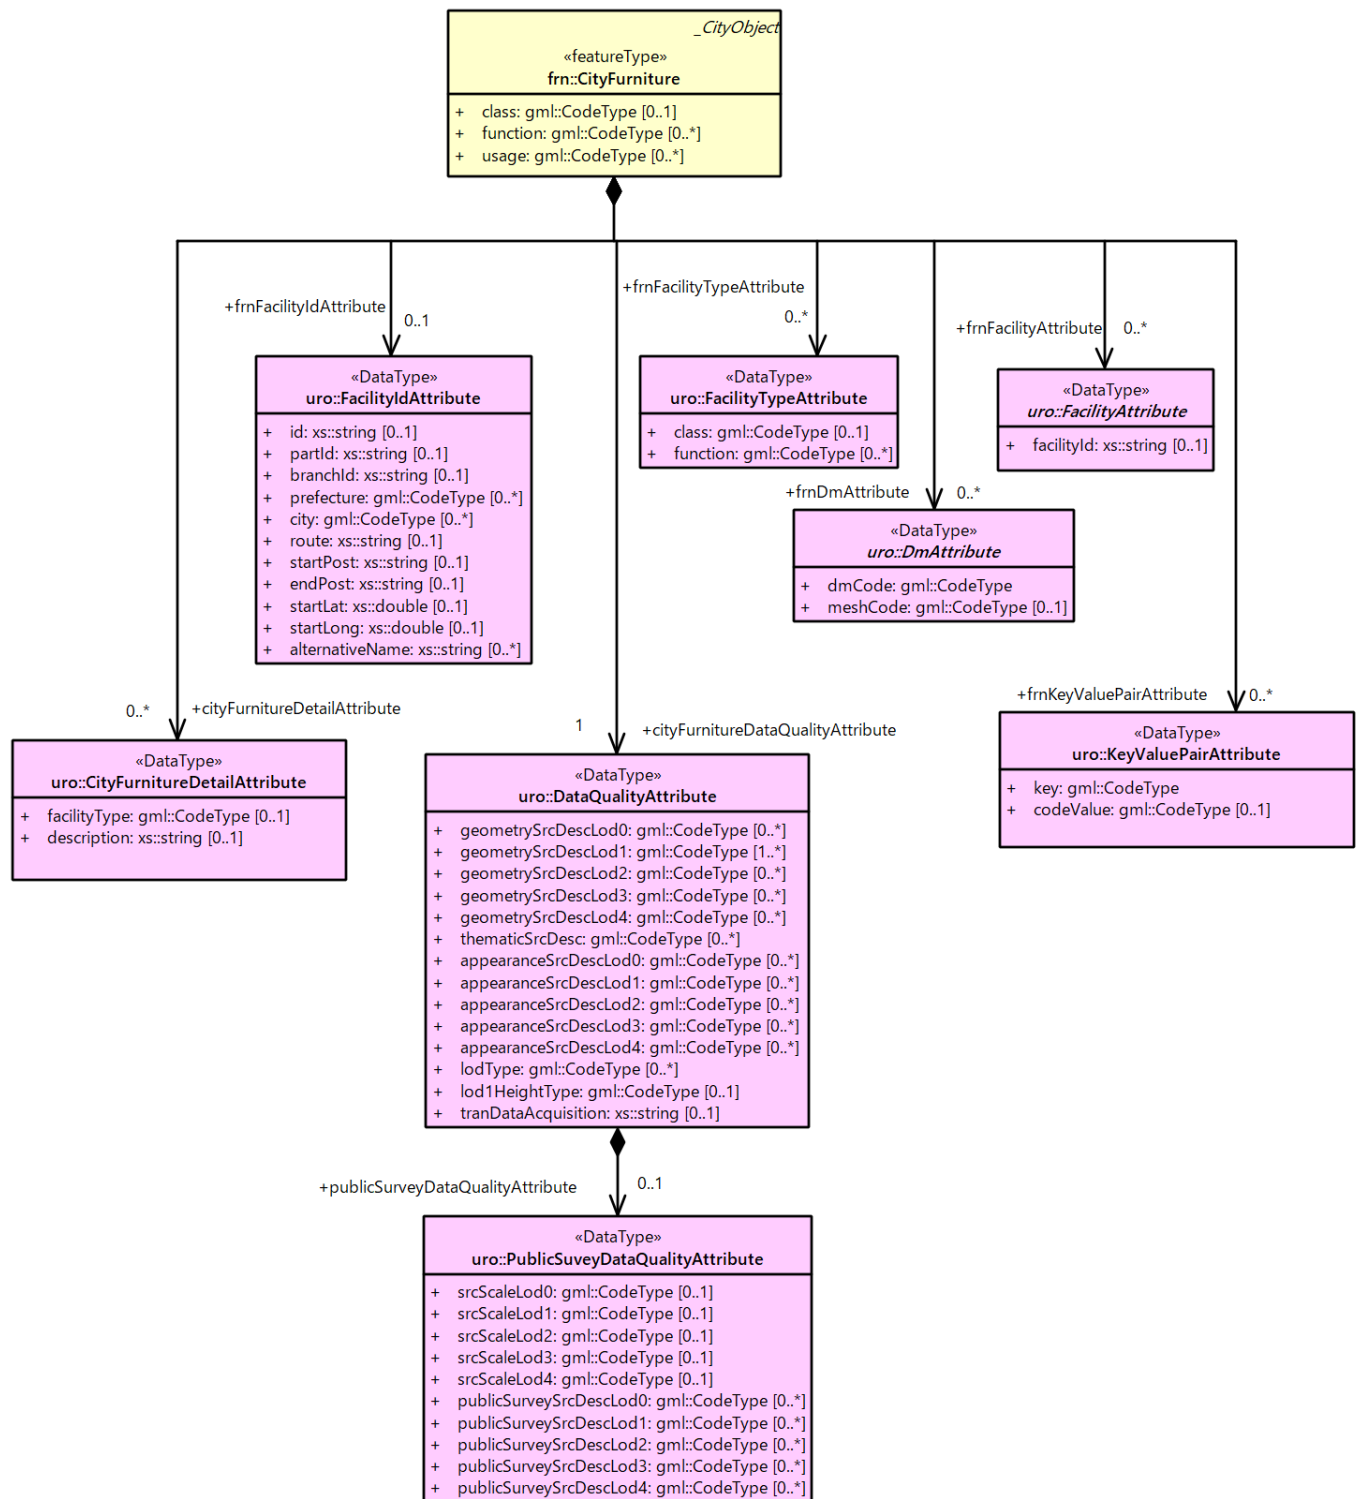 _CityObject
«featureType»
frn::CityFurniture
+ class: gml::CodeType [0..1]
+ function: gml::CodeType [0..*]
+ usage: gml::CodeType [0..*]
+frnFacilityIdAttribute
0..1
+frnFacilityTypeAttribute
0..*
+frnFacilityAttribute
0..*
«DataType»
uro::FacilityIdAttribute
+ id: xs::string [0..1]
+ partId: xs::string [0..1]
+ branchId: xs::string [0..1]
+ prefecture: gml::CodeType [0..*]
+ city: gml::CodeType [0..*]
+ route: xs::string [0..1]
+ startPost: xs::string [0..1]
+ endPost: xs::string [0..1]
+ startLat: xs::double [0..1]
+ startLong: xs::double [0..1]
+ alternativeName: xs::string [0..*]
«DataType»
uro::FacilityTypeAttribute
+ class: gml::CodeType [0..1]
+ function: gml::CodeType [0..*]
«DataType»
uro::FacilityAttribute
+ facilityId: xs::string [0..1]
+frnDmAttribute
0..*
«DataType»
uro::DmAttribute
+ dmCode: gml::CodeType
+ meshCode: gml::CodeType [0..1]
0..*
+cityFurnitureDetailAttribute
«DataType»
uro::CityFurnitureDetailAttribute
+ facilityType: gml::CodeType [0..1]
+ description: xs::string [0..1]
1
+cityFurnitureDataQualityAttribute
«DataType»
uro::DataQualityAttribute
+ geometrySrcDescLod0: gml::CodeType [0..*]
+ geometrySrcDescLod1: gml::CodeType [1..*]
+ geometrySrcDescLod2: gml::CodeType [0..*]
+ geometrySrcDescLod3: gml::CodeType [0..*]
+ geometrySrcDescLod4: gml::CodeType [0..*]
+ thematicSrcDesc: gml::CodeType [0..*]
+ appearanceSrcDescLod0: gml::CodeType [0..*]
+ appearanceSrcDescLod1: gml::CodeType [0..*]
+ appearanceSrcDescLod2: gml::CodeType [0..*]
+ appearanceSrcDescLod3: gml::CodeType [0..*]
+ appearanceSrcDescLod4: gml::CodeType [0..*]
+ lodType: gml::CodeType [0..*]
+ lod1HeightType: gml::CodeType [0..1]
+ tranDataAcquisition: xs::string [0..1]
+frnKeyValuePairAttribute
0..*
«DataType»
uro::KeyValuePairAttribute
+ key: gml::CodeType
+ codeValue: gml::CodeType [0..1]
+publicSurveyDataQualityAttribute
0..1
«DataType»
uro::PublicSuveyDataQualityAttribute
+ srcScaleLod0: gml::CodeType [0..1]
+ srcScaleLod1: gml::CodeType [0..1]
+ srcScaleLod2: gml::CodeType [0..1]
+ srcScaleLod3: gml::CodeType [0..1]
+ srcScaleLod4: gml::CodeType [0..1]
+ publicSurveySrcDescLod0: gml::CodeType [0..*]
+ publicSurveySrcDescLod1: gml::CodeType [0..*]
+ publicSurveySrcDescLod2: gml::CodeType [0..*]
+ publicSurveySrcDescLod3: gml::CodeType [0..*]
+ publicSurveySrcDescLod4: gml::CodeType [0..*]